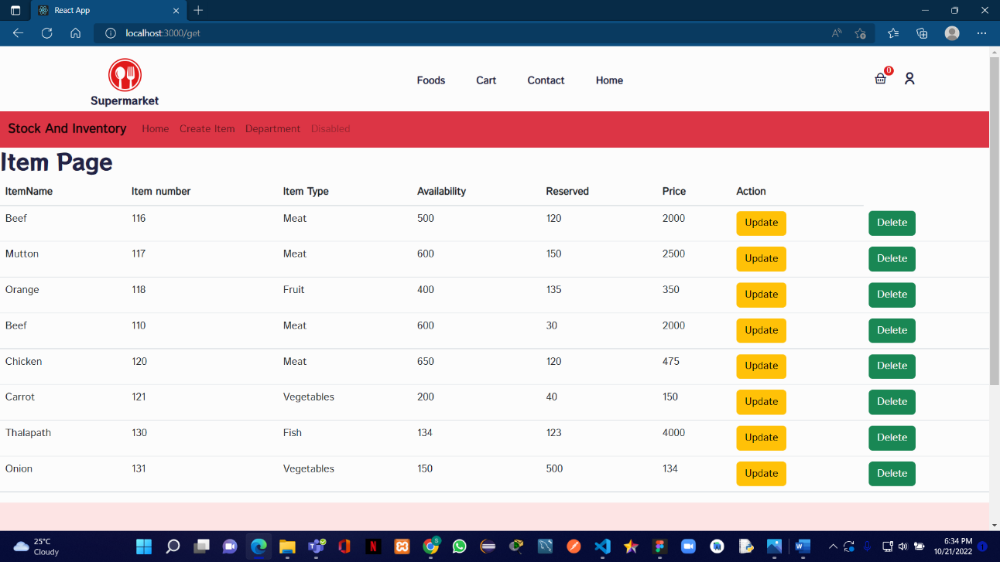 React App
localhost:3000/get
Supermarket
Foods Cart Contact Home
0
Stock And Inventory Home Create Item Department Disabled
Item Page
ItemName Item number Item Type Availability Reserved Price Action
Beef 116 Meat 500 120 2000 Update Delete
Mutton 117 Meat 600 150 2500 Update Delete
Orange 118 Fruit 400 135 350 Update Delete
Beef 110 Meat 600 30 2000 Update Delete
Chicken 120 Meat 650 120 475 Update Delete
Carrot 121 Vegetables 200 40 150 Update Delete
Thalapath 130 Fish 134 123 4000 Update Delete
Onion 131 Vegetables 150 500 134 Update Delete
25°C
Cloudy
6:34 PM
10/21/2022
1